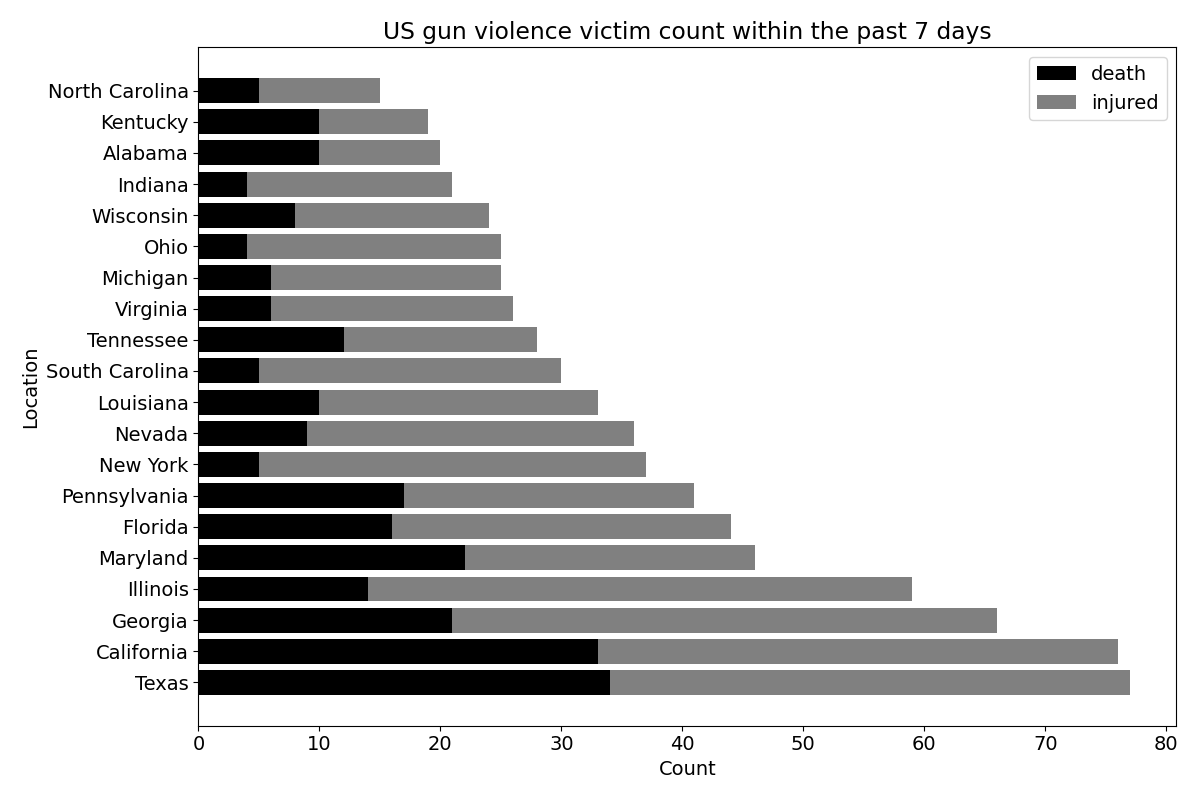 US gun violence victim count within the past 7 days
death
injured
North Carolina
Kentucky
Alabama
Indiana
Wisconsin
Ohio
Michigan
Virginia
Tennessee
South Carolina
Louisiana
Nevada
New York
Pennsylvania
Florida
Maryland
Illinois
Georgia
California
Texas
Location
0 10 20 30 40 50 60 70 80
Count